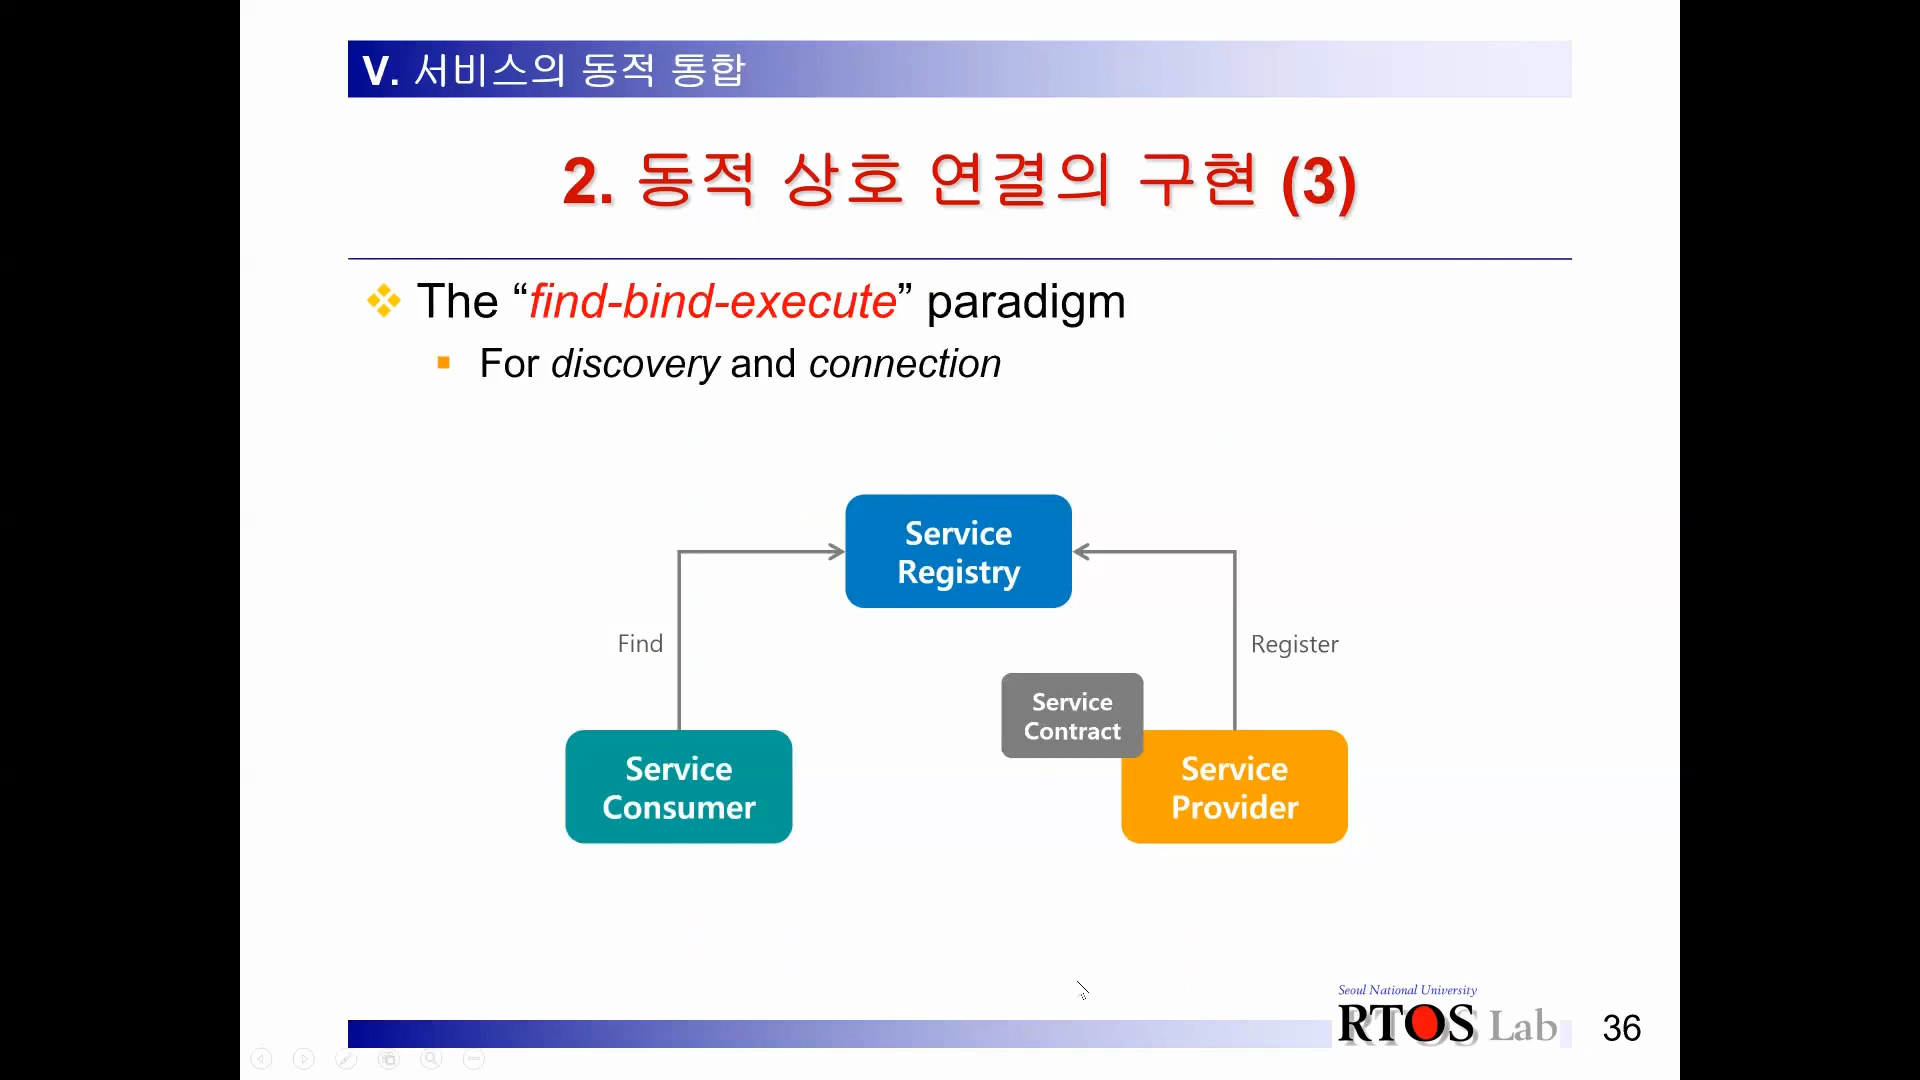 V. 서비스의 동적 통합
2. 동적 상호 연결의 구현 (3)
The “find-bind-execute” paradigm
For discovery and connection
Service
Registry
Find
Register
Service
Contract
Service
Consumer
Service
Provider
Seoul National University
RTOS Lab
36